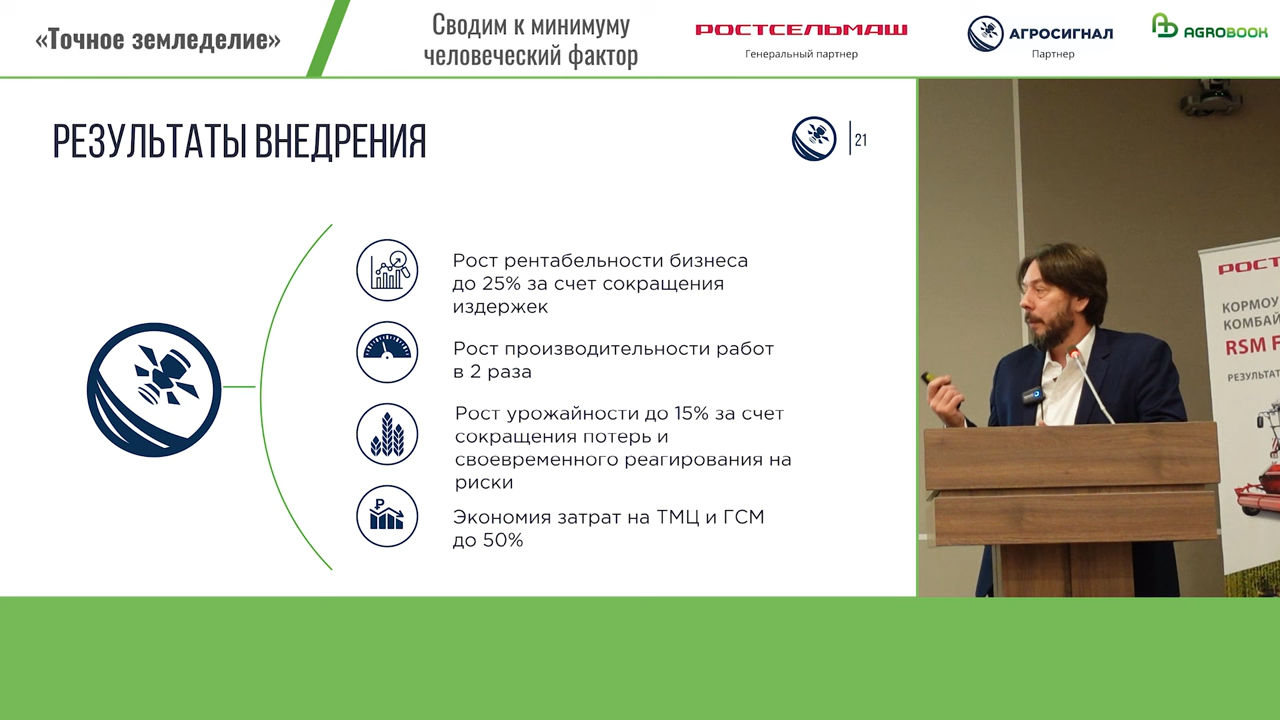 «Точное земледелие»
Сводим к минимуму
человеческий фактор
РОСТСЕЛЬМАШ
Генеральный партнер
АГРОСИГНАЛ
Партнер
AGROBOOK
РЕЗУЛЬТАТЫ ВНЕДРЕНИЯ
21
Рост рентабельности бизнеса
до 25% за счет сокращения
издержек
Рост производительности работ
в 2 раза
Рост урожайности до 15% за счет
сокращения потерь и
своевременного реагирования на
риски
₽
Экономия затрат на ТМЦ и ГСМ
до 50%
РОСТ
КОРМОУ
КОМБАЙ
RSM F
РЕЗУЛЬТАТ